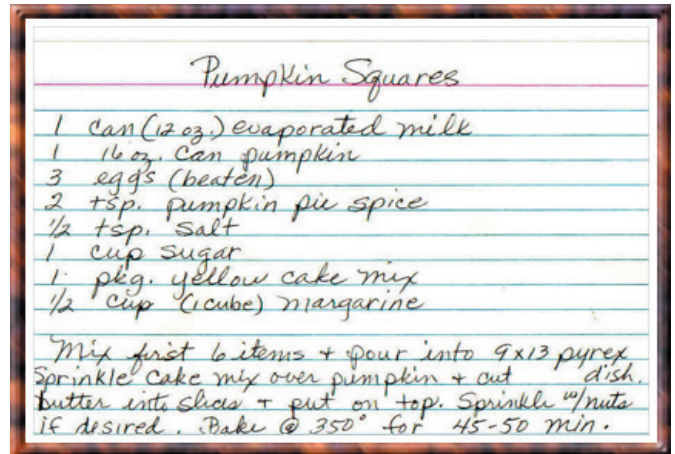 Pumpkin Squares
1 can (12 oz.) evaporated milk
1 16 oz. can pumpkin
3 eggs (beaten)
2 tsp. pumpkin pie spice
1/2 tsp. salt
1 cup sugar
1 pkg. yellow cake mix
1/2 cup (1 cube) margarine
Mix first 6 items + pour into 9x13 pyrex
Sprinkle cake mix over pumpkin + cut dish.
butter into slices + put on top. Sprinkle w/nuts
if desired. Bake @ 350° for 45-50 min.